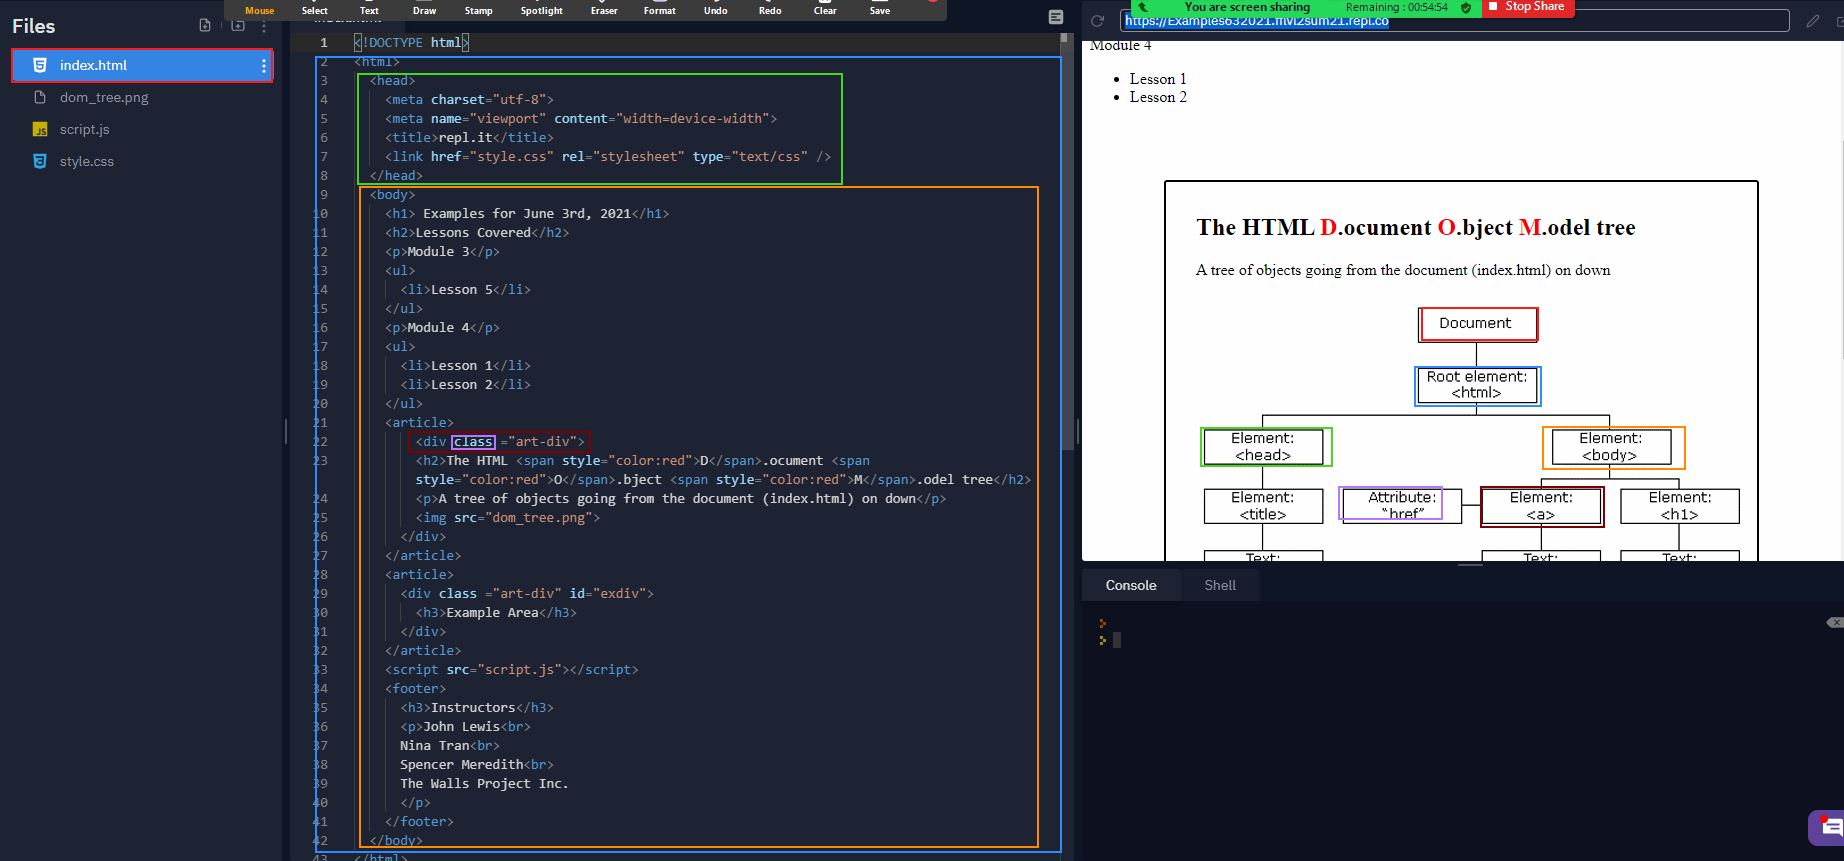 Files
index.html
dom_tree.png
script.js
style.css
Mouse Select Text Draw Stamp Spotlight Eraser Format Undo Redo Clear Save
1 <!DOCTYPE html>
2 <html>
3 <head>
4 <meta charset="utf-8">
5 <meta name="viewport" content="width=device-width">
6 <title>repl.it</title>
7 <link href="style.css" rel="stylesheet" type="text/css" />
8 </head>
9 <body>
10 <h1> Examples for June 3rd, 2021</h1>
11 <h2>Lessons Covered</h2>
12 <p>Module 3</p>
13 <ul>
14 <li>Lesson 5</li>
15 </ul>
16 <p>Module 4</p>
17 <ul>
18 <li>Lesson 1</li>
19 <li>Lesson 2</li>
20 </ul>
21 <article>
22 <div class ="art-div">
23 <h2>The HTML <span style="color:red">D</span>.ocument <span
style="color:red">O</span>.bject <span style="color:red">M</span>.odel tree</h2>
24 <p>A tree of objects going from the document (index.html) on down</p>
25 <img src="dom_tree.png">
26 </div>
27 </article>
28 <article>
29 <div class ="art-div" id="exdiv">
30 <h3>Example Area</h3>
31 </div>
32 </article>
33 <script src="script.js"></script>
34 <footer>
35 <h3>Instructors</h3>
36 <p>John Lewis<br>
37 Nina Tran<br>
38 Spencer Meredith<br>
39 The Walls Project Inc.
40 </p>
41 </footer>
42 </body>
43 </html>
You are screen sharing Remaining : 00:54:54 Stop Share
Module 4
Lesson 1
Lesson 2
The HTML D.ocument O.bject M.odel tree
A tree of objects going from the document (index.html) on down
Document
Root element:
<html>
Element:
<head>
Element:
<body>
Element:
<title>
Attribute:
"href"
Element:
<a>
Element:
<h1>
Text:
Text:
Text:
Console Shell